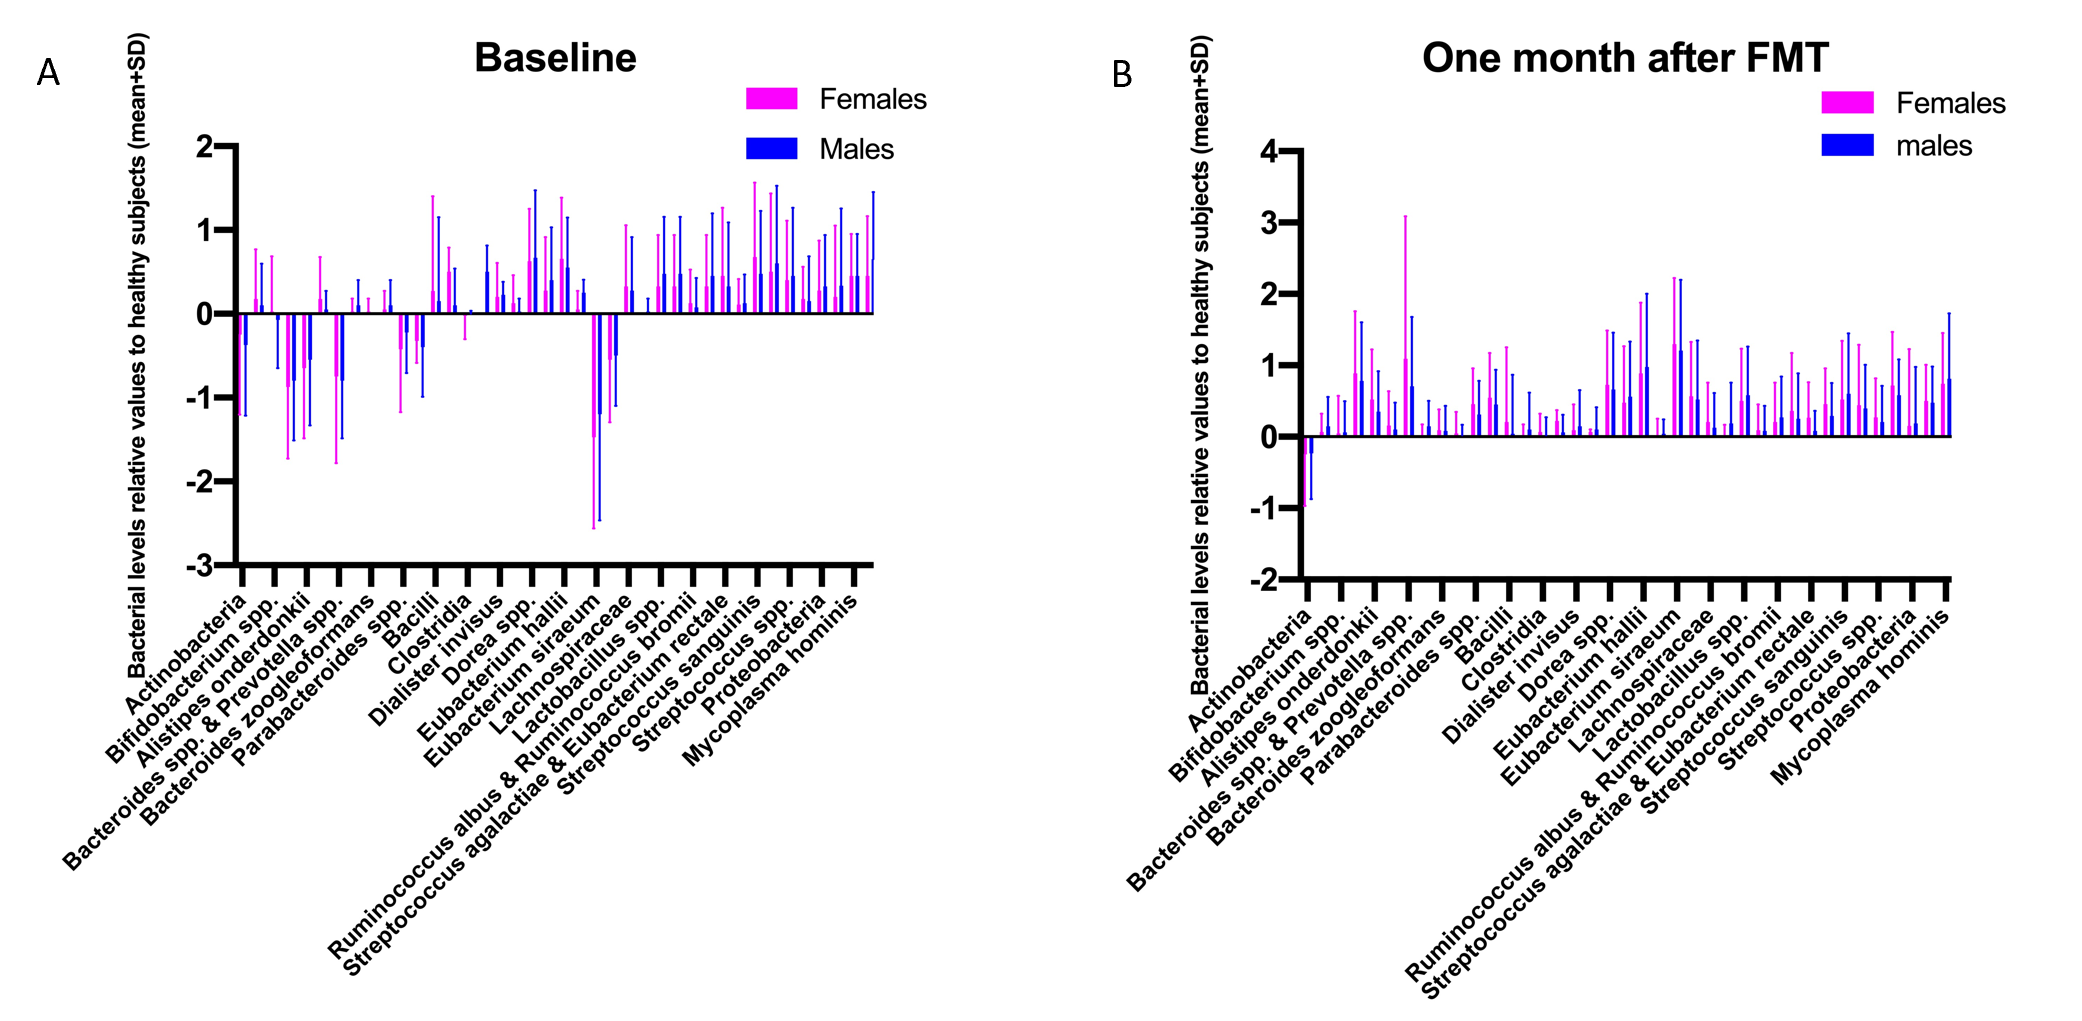 A
Baseline
Females
Males
Bacterial levels relative values to healthy subjects (mean+SD)
2
1
0
-1
-2
-3
Actinobacteria
Bifidobacterium spp.
Alistipes onderdonkii
Bacteroides spp. & Prevotella spp.
Bacteroides zoogleoformans
Parabacteroides spp.
Bacilli
Clostridia
Dialister invisus
Dorea spp.
Eubacterium hallii
Eubacterium siraeum
Lachnospiraceae
Lactobacillus spp.
Ruminococcus albus & Ruminococcus bromii
Streptococcus agalactiae & Eubacterium rectale
Streptococcus sanguinis
Streptococcus spp.
Proteobacteria
Mycoplasma hominis
B
One month after FMT
Females
males
Bacterial levels relative values to healthy subjects (mean+SD)
4
3
2
1
0
-1
-2
Actinobacteria
Bifidobacterium spp.
Alistipes onderdonkii
Bacteroides spp. & Prevotella spp.
Bacteroides zoogleoformans
Parabacteroides spp.
Bacilli
Clostridia
Dialister invisus
Dorea spp.
Eubacterium hallii
Eubacterium siraeum
Lachnospiraceae
Lactobacillus spp.
Ruminococcus albus & Ruminococcus bromii
Streptococcus agalactiae & Eubacterium rectale
Streptococcus sanguinis
Streptococcus spp.
Proteobacteria
Mycoplasma hominis